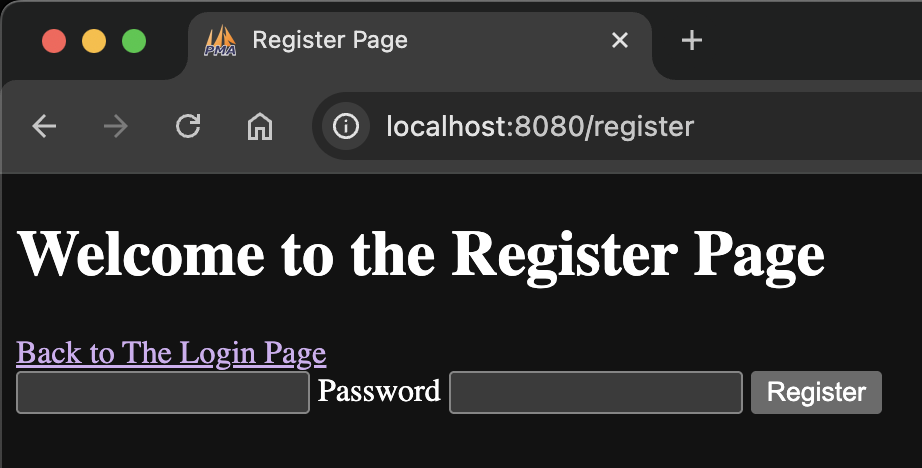 PMA Register Page
localhost:8080/register
Welcome to the Register Page
Back to The Login Page
Password Register